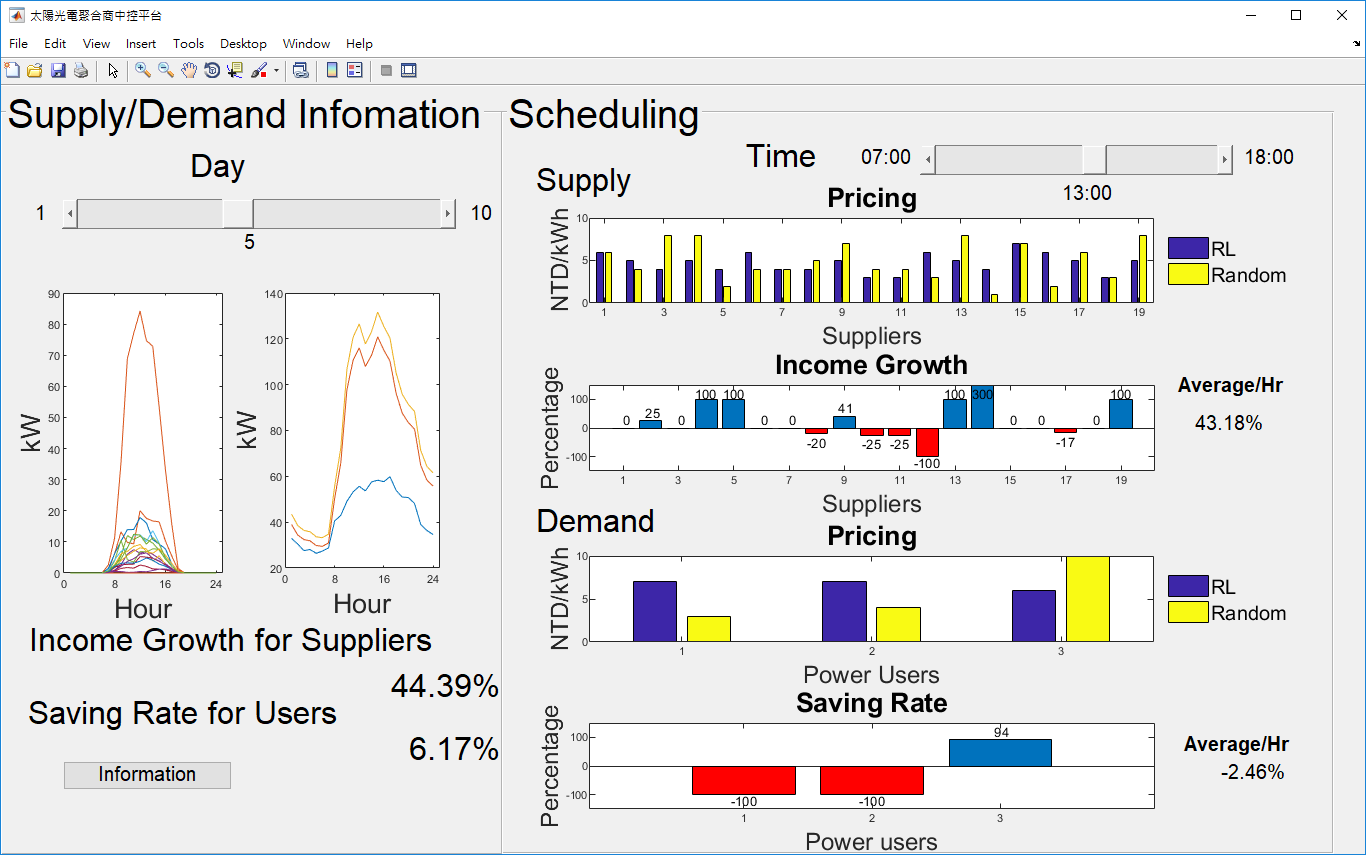 太陽光電聚合商中控平台
File Edit View Insert Tools Desktop Window Help
Supply/Demand Infomation
Day
1 10
5
90
80
70
60
50
40
30
20
10
0
0 8 16 24
kW
Hour
140
120
100
80
60
40
20
0 8 16 24
kW
Hour
Income Growth for Suppliers
44.39%
Saving Rate for Users
6.17%
Information
Scheduling
Time 07:00 18:00
13:00
Supply
Pricing
NTD/kWh
10
5
0
1 3 5 7 9 11 13 15 17 19
Suppliers
RL
Random
Income Growth
Percentage
100
0
-100
0 25 0 100 100 0 0 -20 41 -25 -25 -100 100 300 0 0 -17 0 100
1 3 5 7 9 11 13 15 17 19
Suppliers
Average/Hr
43.18%
Demand
Pricing
NTD/kWh
10
5
0
1 2 3
Power Users
RL
Random
Saving Rate
Percentage
100
0
-100
-100 -100 94
1 2 3
Power users
Average/Hr
-2.46%